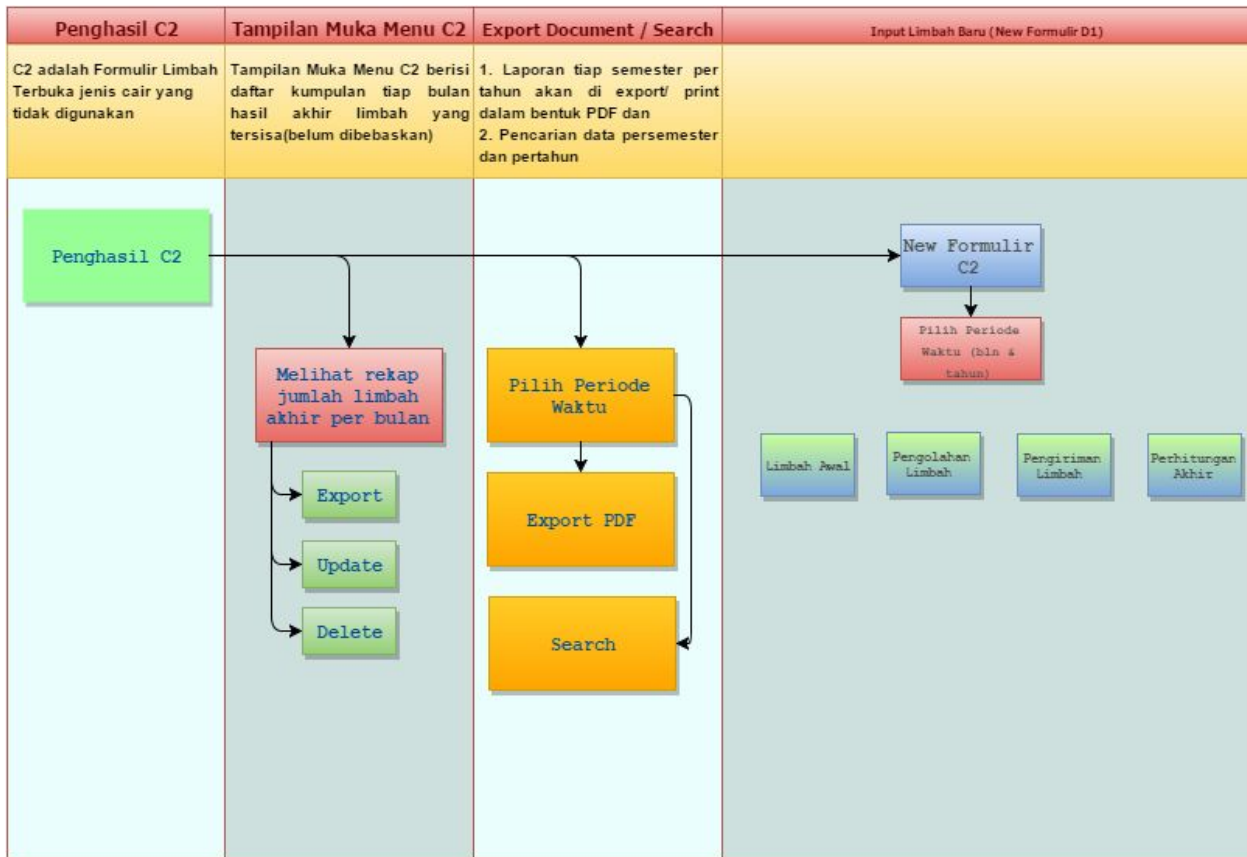 Penghasil C2
Tampilan Muka Menu C2
Export Document / Search
Input Limbah Baru (New Formulir D1)
C2 adalah Formulir Limbah
Terbuka jenis cair yang
tidak digunakan
Tampilan Muka Menu C2 berisi
daftar kumpulan tiap bulan
hasil akhir limbah yang
tersisa(belum dibebaskan)
1. Laporan tiap semester per
tahun akan di export/ print
dalam bentuk PDF dan
2. Pencarian data persemester
dan pertahun
Penghasil C2
Melihat rekap
jumlah limbah
akhir per bulan
Export
Update
Delete
Pilih Periode
Waktu
Export PDF
Search
New Formulir
C2
Pilih Periode
Waktu (bln &
tahun)
Limbah Awal
Pengolahan
Limbah
Pengiriman
Limbah
Perhitungan
Akhir